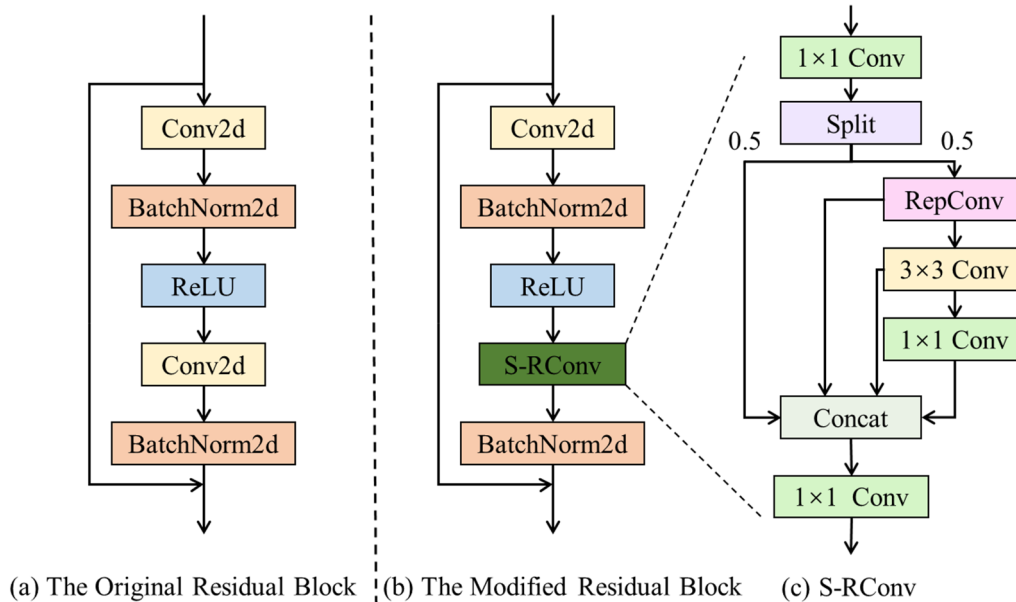 Conv2d
BatchNorm2d
ReLU
Conv2d
BatchNorm2d
(a) The Original Residual Block
Conv2d
BatchNorm2d
ReLU
S-RConv
BatchNorm2d
(b) The Modified Residual Block
1×1 Conv
Split
0.5
0.5
RepConv
3×3 Conv
1×1 Conv
Concat
1×1 Conv
(c) S-RConv